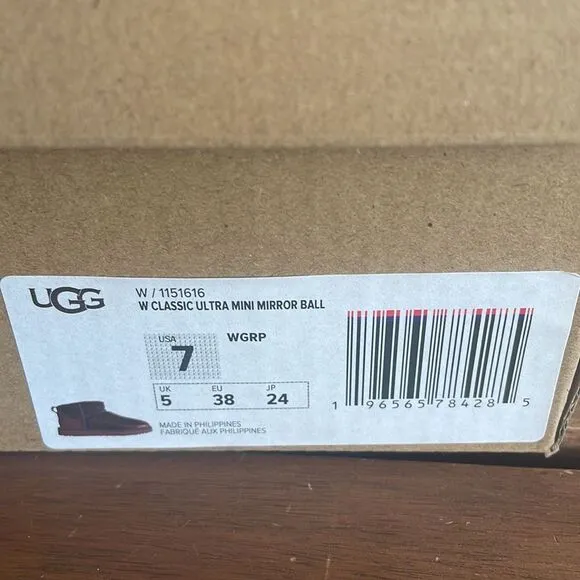 UGG
W / 1151616
W CLASSIC ULTRA MINI MIRROR BALL
USA
7
WGRP
UK EU JP
5 38 24
MADE IN PHILIPPINES
FABRIQUÉ AUX PHILIPPINES
1 96565 78428 5